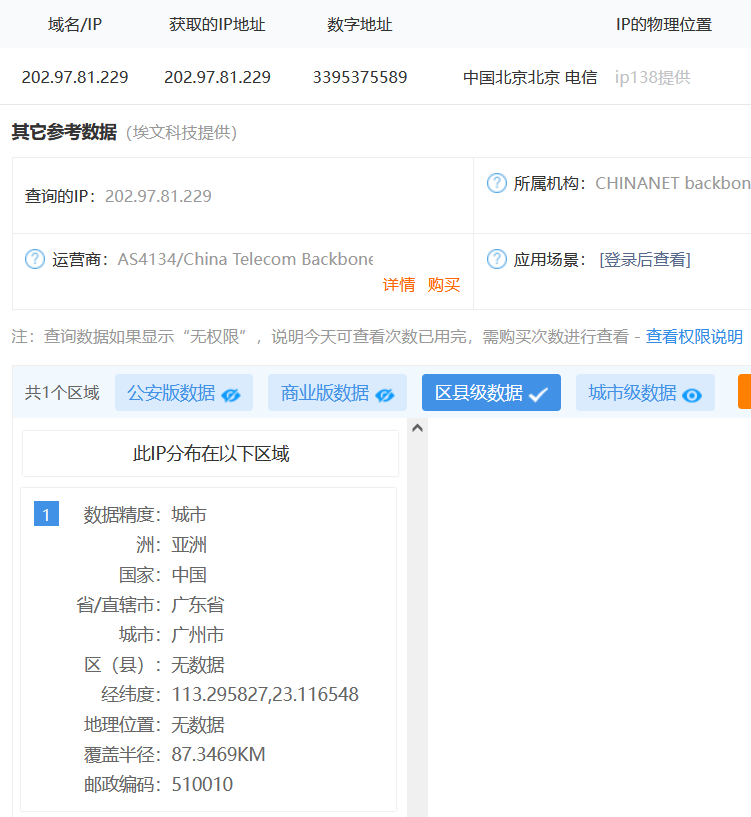 域名/IP 获取的IP地址 数字地址 IP的物理位置
202.97.81.229 202.97.81.229 3395375589 中国北京北京 电信 ip138提供
其它参考数据（埃文科技提供）
查询的IP：202.97.81.229 ? 所属机构：CHINANET backbon
? 运营商：AS4134/China Telecom Backbone ? 应用场景：[登录后查看]
详情 购买
注：查询数据如果显示“无权限”，说明今天可查看次数已用完，需购买次数进行查看 - 查看权限说明
共1个区域 公安版数据 商业版数据 区县级数据 城市级数据
此IP分布在以下区域
1 数据精度：城市
洲：亚洲
国家：中国
省/直辖市：广东省
城市：广州市
区（县）：无数据
经纬度：113.295827,23.116548
地理位置：无数据
覆盖半径：87.3469KM
邮政编码：510010